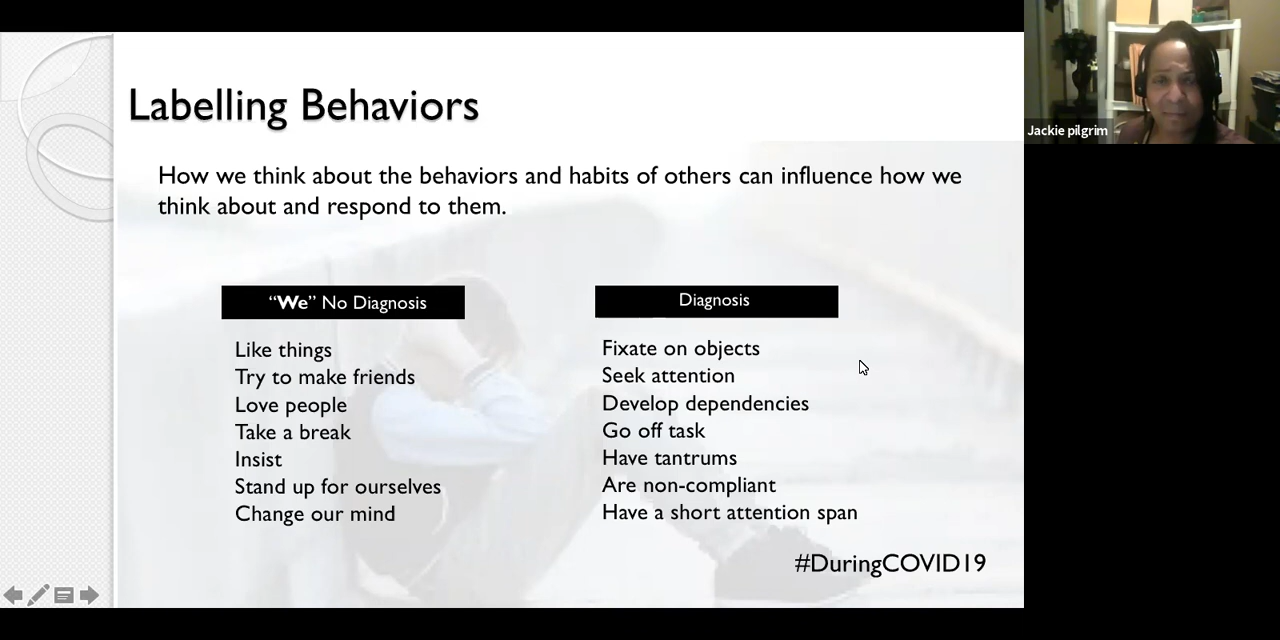 Labelling Behaviors
Jackie pilgrim
How we think about the behaviors and habits of others can influence how we
think about and respond to them.
“We” No Diagnosis
Like things
Try to make friends
Love people
Take a break
Insist
Stand up for ourselves
Change our mind
Diagnosis
Fixate on objects
Seek attention
Develop dependencies
Go off task
Have tantrums
Are non-compliant
Have a short attention span
#DuringCOVID19